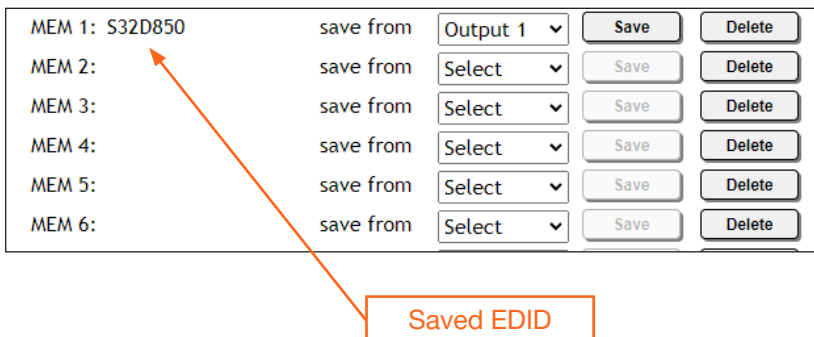 MEM 1: S32D850 save from Output 1 Save Delete
MEM 2: save from Select Save Delete
MEM 3: save from Select Save Delete
MEM 4: save from Select Save Delete
MEM 5: save from Select Save Delete
MEM 6: save from Select Save Delete
Saved EDID